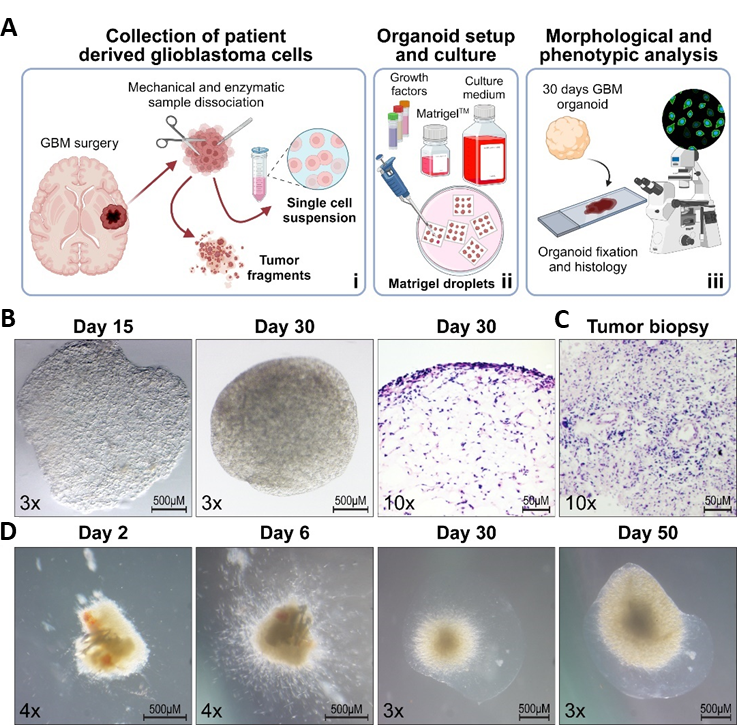 A
Collection of patient
derived glioblastoma cells
Organoid setup
and culture
Morphological and
phenotypic analysis
Mechanical and enzymatic
sample dissociation
GBM surgery
Single cell
suspension
Tumor
fragments
i
Growth
factors
Culture
medium
Matrigel™
Matrigel droplets
ii
30 days GBM
organoid
Organoid fixation
and histology
iii
B
Day 15
Day 30
Day 30
C
Tumor biopsy
3x
500µM
3x
500µM
10x
50µM
10x
50µM
D
Day 2
Day 6
Day 30
Day 50
4x
500µM
4x
500µM
3x
500µM
3x
500µM